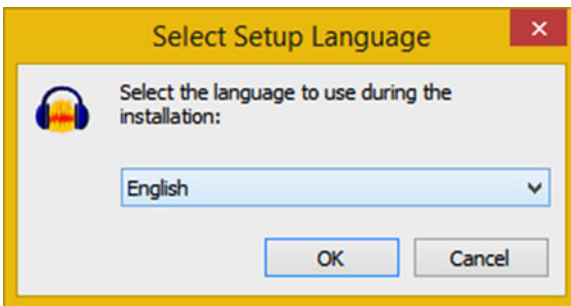 Select Setup Language
Select the language to use during the
installation:
English
OK
Cancel